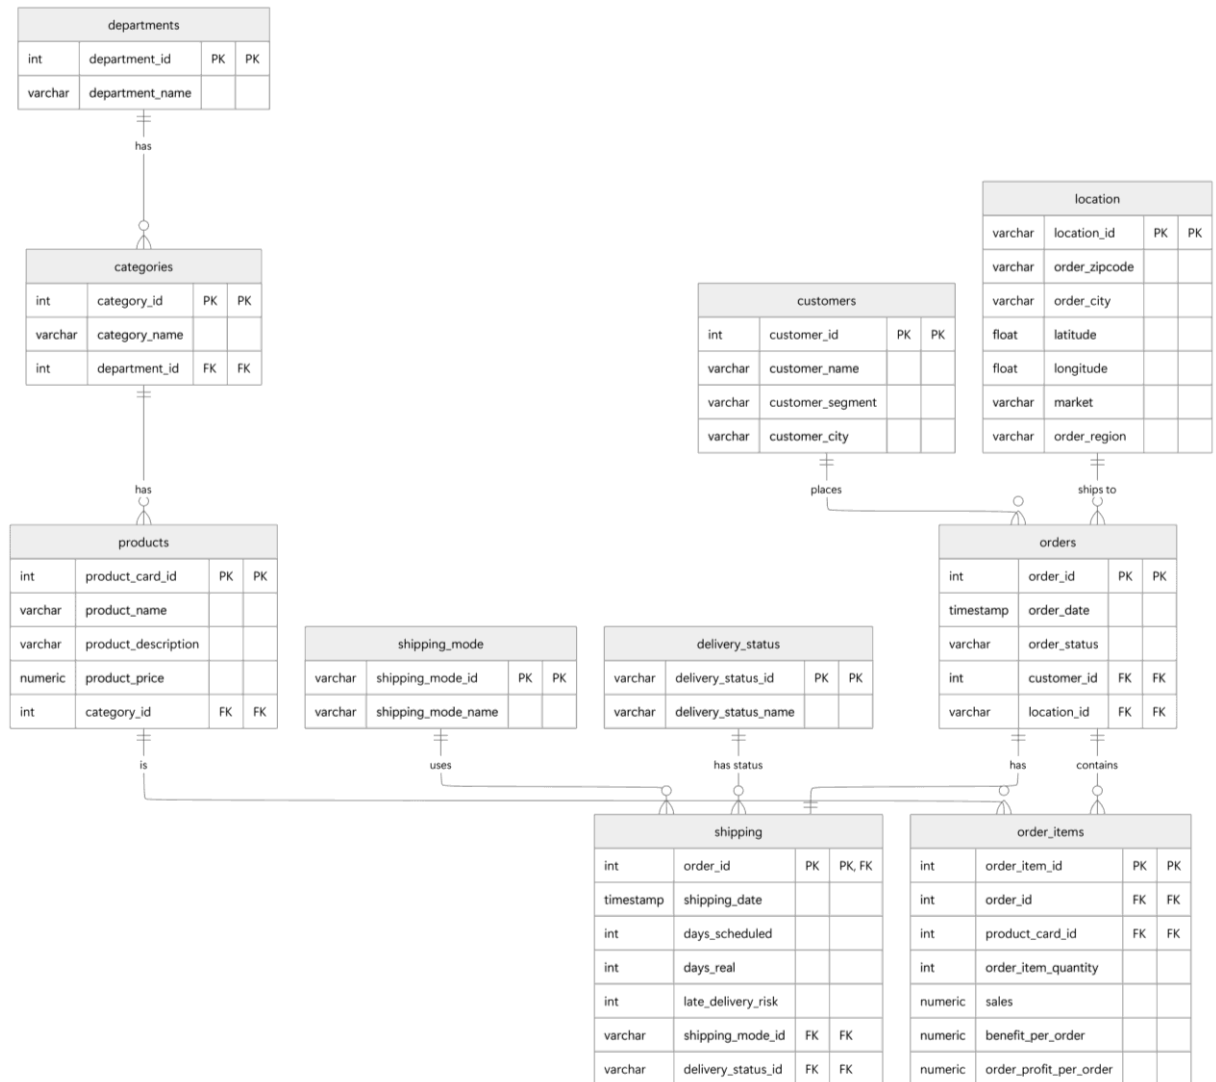 departments
int department_id PK PK
varchar department_name
has
categories
int category_id PK PK
varchar category_name
int department_id FK FK
has
products
int product_card_id PK PK
varchar product_name
varchar product_description
numeric product_price
int category_id FK FK
is
shipping_mode
varchar shipping_mode_id PK PK
varchar shipping_mode_name
uses
delivery_status
varchar delivery_status_id PK PK
varchar delivery_status_name
has status
customers
int customer_id PK PK
varchar customer_name
varchar customer_segment
varchar customer_city
places
location
varchar location_id PK PK
varchar order_zipcode
varchar order_city
float latitude
float longitude
varchar market
varchar order_region
ships to
orders
int order_id PK PK
timestamp order_date
varchar order_status
int customer_id FK FK
varchar location_id FK FK
has
contains
shipping
int order_id PK PK, FK
timestamp shipping_date
int days_scheduled
int days_real
int late_delivery_risk
varchar shipping_mode_id FK FK
varchar delivery_status_id FK FK
order_items
int order_item_id PK PK
int order_id FK FK
int product_card_id FK FK
int order_item_quantity
numeric sales
numeric benefit_per_order
numeric order_profit_per_order